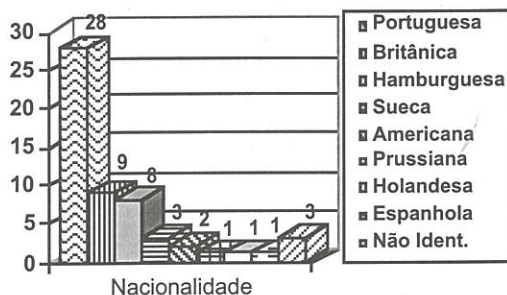 30
25
20
15
10
5
0
28
9
8
3
2
1
1
1
3
Nacionalidade
Portuguesa
Britânica
Hamburguesa
Sueca
Americana
Prussiana
Holandesa
Espanhola
Não Ident.